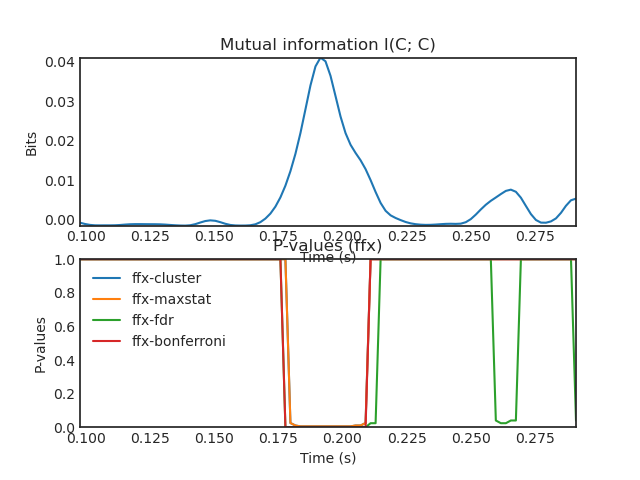 Mutual information I(C; C)
0.04
0.03
0.02
0.01
0.00
Bits
0.100 0.125 0.150 0.175 0.200 0.225 0.250 0.275
Time (s)
P-values (ffx)
1.0
0.8
0.6
0.4
0.2
0.0
P-values
ffx-cluster
ffx-maxstat
ffx-fdr
ffx-bonferroni
0.100 0.125 0.150 0.175 0.200 0.225 0.250 0.275
Time (s)